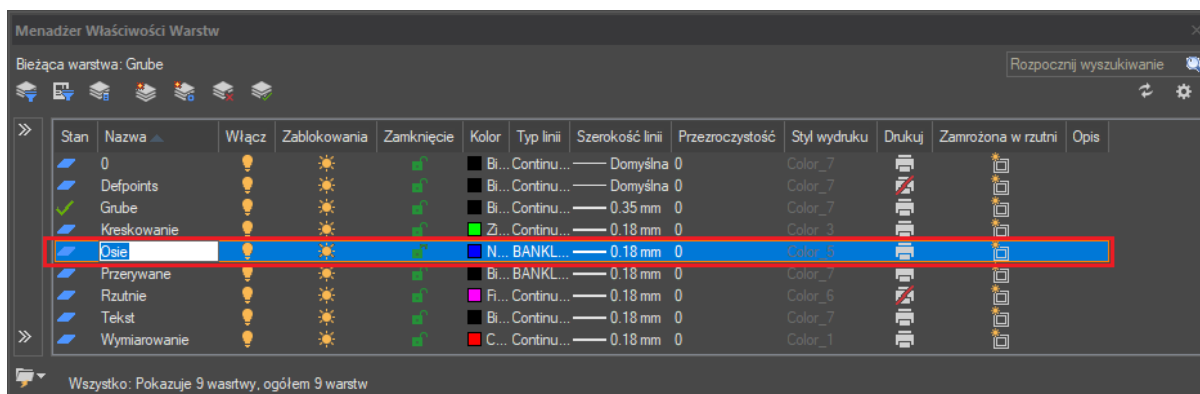 Menadżer Właściwości Warstw
Bieżąca warstwa: Grube
Rozpocznij wyszukiwanie
Stan Nazwa Włącz Zablokowania Zamknięcie Kolor Typ linii Szerokość linii Przezroczystość Styl wydruku Drukuj Zamrożona w rzutni Opis
0 Bi... Continu... Domyślna 0 Color_7
Defpoints Bi... Continu... Domyślna 0 Color_7
Grube Bi... Continu... 0.35 mm 0 Color_7
Kreskowanie Zi... Continu... 0.18 mm 0 Color_3
Osie N... BANKL... 0.18 mm 0 Color_5
Przerywane Bi... BANKL... 0.18 mm 0 Color_7
Rzutnie Fi... Continu... 0.18 mm 0 Color_6
Tekst Bi... Continu... 0.18 mm 0 Color_7
Wymiarowanie C... Continu... 0.18 mm 0 Color_1
Wszystko: Pokazuje 9 wasrtwy, ogółem 9 warstw